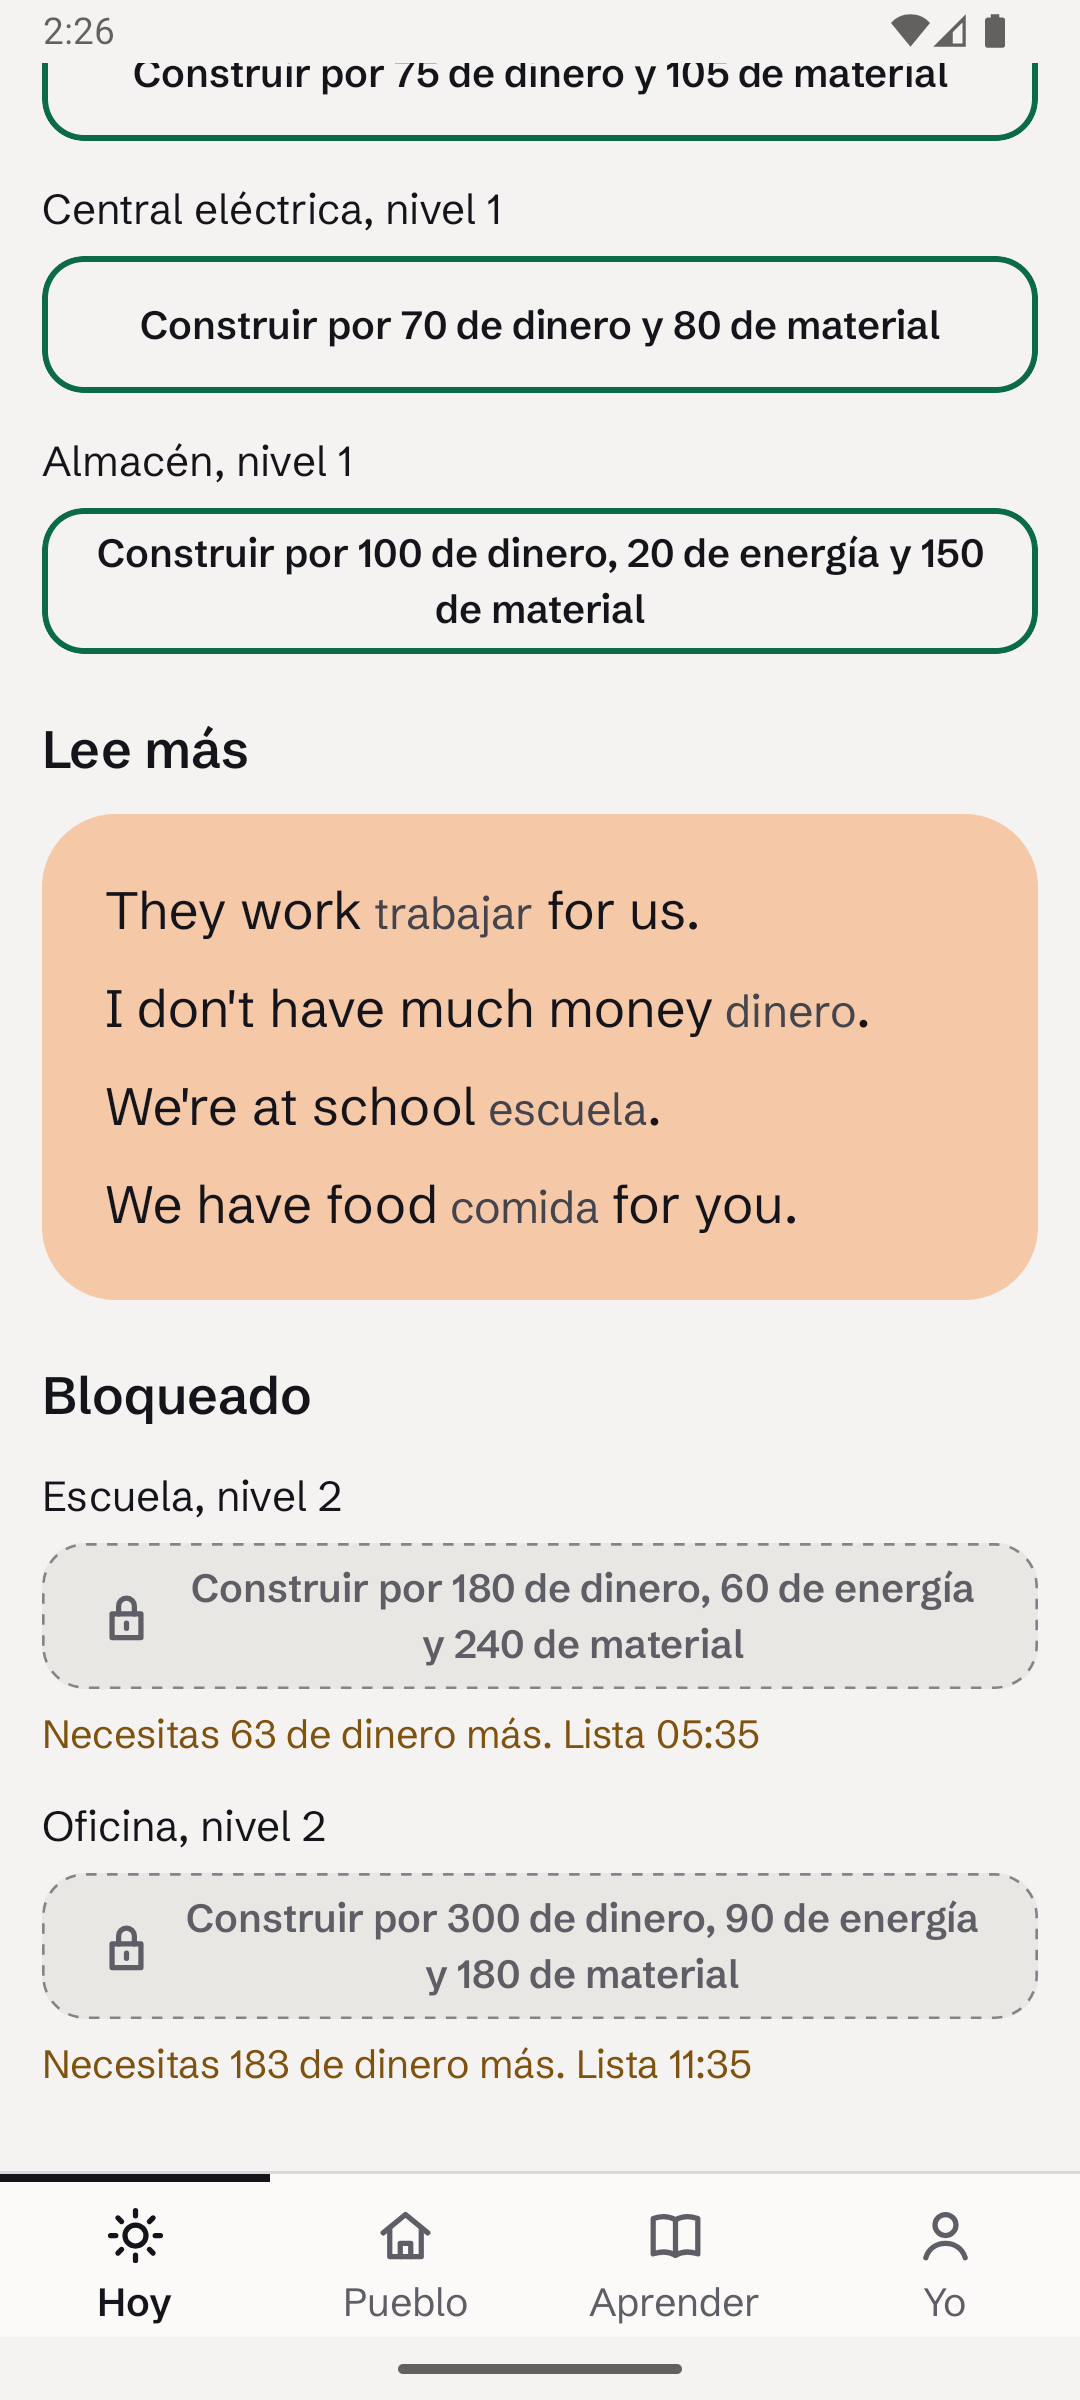 2:26
Construir por 75 de dinero y 105 de material
Central eléctrica, nivel 1
Construir por 70 de dinero y 80 de material
Almacén, nivel 1
Construir por 100 de dinero, 20 de energía y 150
de material
Lee más
They work trabajar for us.
I don't have much money dinero.
We're at school escuela.
We have food comida for you.
Bloqueado
Escuela, nivel 2
Construir por 180 de dinero, 60 de energía
y 240 de material
Necesitas 63 de dinero más. Lista 05:35
Oficina, nivel 2
Construir por 300 de dinero, 90 de energía
y 180 de material
Necesitas 183 de dinero más. Lista 11:35
Hoy
Pueblo
Aprender
Yo